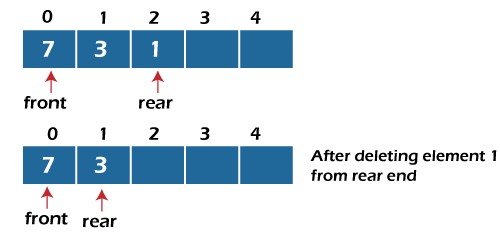 0 1 2 3 4
7 3 1
front rear
0 1 2 3 4
7 3
After deleting element 1
from rear end
front rear